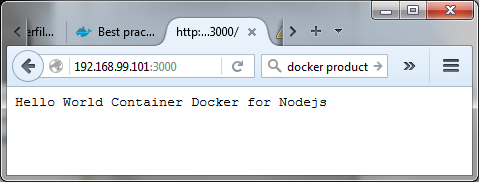 erfil...
Best prac...
http:...3000/
192.168.99.101:3000
docker product
Hello World Container Docker for Nodejs